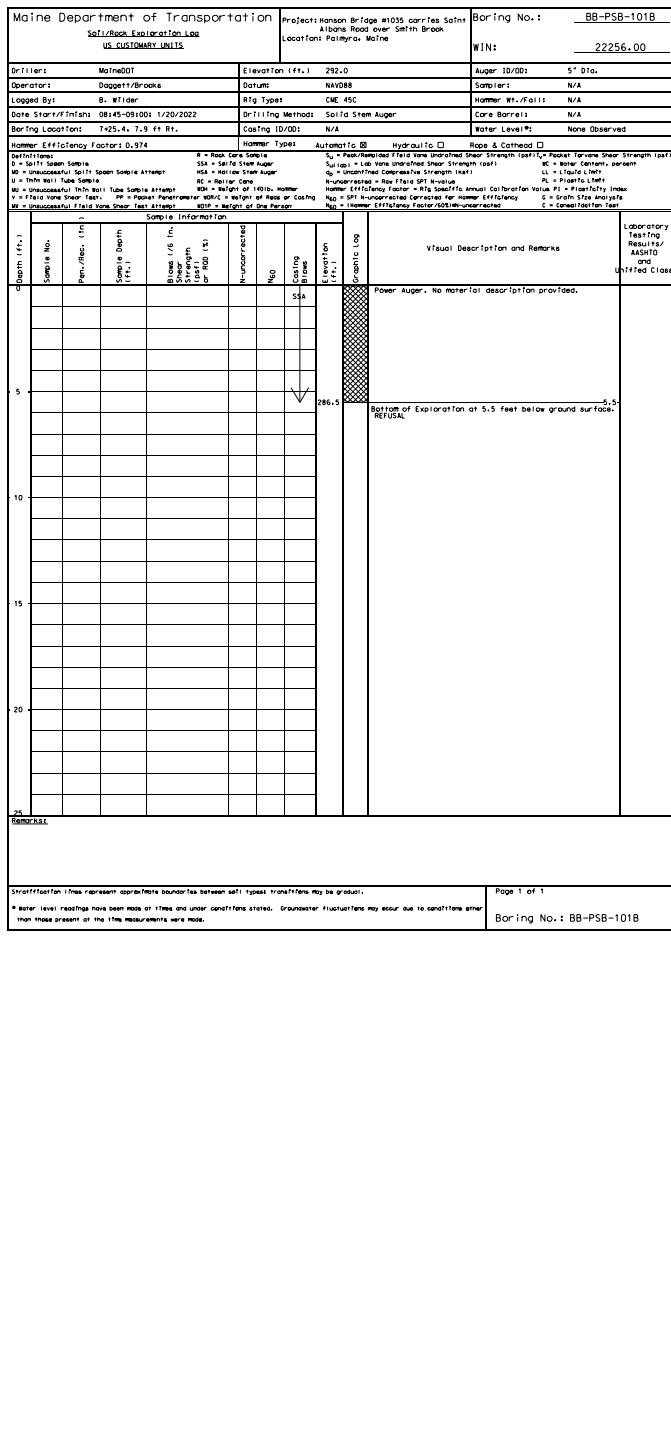 Maine Department of Transportation
Soil/Rock Exploration Log
US CUSTOMARY UNITS
Project: Hanson Bridge #1035 carries Saint
Albans Road over Smith Brook
Location: Palmyra, Maine
Boring No.: BB-PSB-101B
WIN: 22256.00
Driller: MaineDOT Elevation (ft.) 292.0 Auger ID/OD: 5" Dia.
Operator: Daggett/Brooks Datum: NAVD88 Sampler: N/A
Logged By: B. Wilder Rig Type: CME 45C Hammer Wt./Fall: N/A
Date Start/Finish: 08:45-09:00; 1/20/2022 Drilling Method: Solid Stem Auger Core Barrel: N/A
Boring Location: 7+25.4, 7.9 ft Rt. Casing ID/OD: N/A Water Level*: None Observed
Hammer Efficiency Factor: 0.974 Hammer Type: Automatic ☒ Hydraulic ☐ Rope & Cathead ☐
Definitions: R = Rock Core Sample Su = Peak/Remolded Field Vane Undrained Shear Strength (psf) Tv= Pocket Torvane Shear Strength (psf)
D = Split Spoon Sample SSA = Solid Stem Auger Su(lab) = Lab Vane Undrained Shear Strength (psf) WC = Water Content, percent
MD = Unsuccessful Split Spoon Sample Attempt HSA = Hollow Stem Auger qp = Unconfined Compressive Strength (ksf) LL = Liquid Limit
U = Thin Wall Tube Sample RC = Roller Cone N-uncorrected = Raw Field SPT N-value PL = Plastic Limit
MU = Unsuccessful Thin Wall Tube Sample Attempt WOH = Weight of 140lb. Hammer Hammer Efficiency Factor = Rig Specific Annual Calibration Value PI = Plasticity Index
V = Field Vane Shear Test, PP = Pocket Penetrometer WOR/C = Weight of Rods or Casing N60 = SPT N-uncorrected Corrected for Hammer Efficiency G = Grain Size Analysis
MV = Unsuccessful Field Vane Shear Test Attempt WO1P = Weight of One Person N60 = (Hammer Efficiency Factor/60%)*N-uncorrected C = Consolidation Test
Sample Information
Depth (ft.)
Sample No.
Pen./Rec. (in.)
Sample Depth (ft.)
Blows (/6 in.) Shear Strength (psf) or RQD (%)
N-uncorrected
N60
Casing Blows
Elevation (ft.)
Graphic Log
Visual Description and Remarks
Laboratory
Testing
Results/
AASHTO
and
Unified Class
0
SSA
Power Auger. No material description provided.
5
286.5
5.5
Bottom of Exploration at 5.5 feet below ground surface.
REFUSAL
10
15
20
25
Remarks:
Stratification lines represent approximate boundaries between soil types; transitions may be gradual.
* Water level readings have been made at times and under conditions stated. Groundwater fluctuations may occur due to conditions other
than those present at the time measurements were made.
Page 1 of 1
Boring No.: BB-PSB-101B